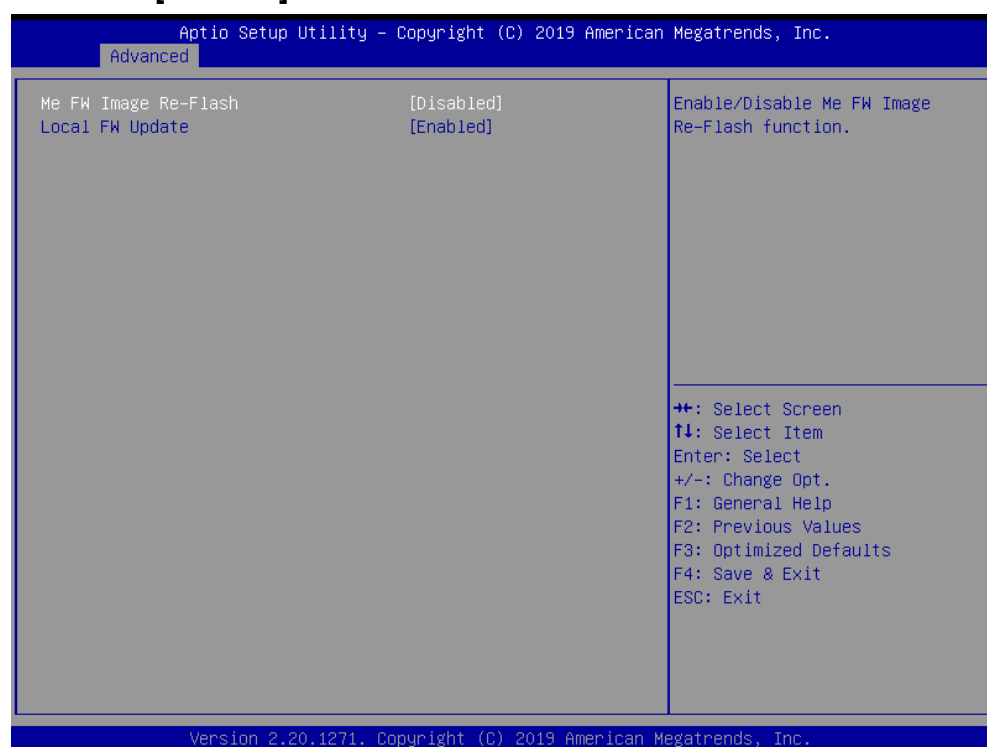 Aptio Setup Utility – Copyright (C) 2019 American Megatrends, Inc.
Advanced
Me FW Image Re-Flash [Disabled]
Local FW Update [Enabled]
Enable/Disable Me FW Image
Re-Flash function.
→←: Select Screen
↑↓: Select Item
Enter: Select
+/-: Change Opt.
F1: General Help
F2: Previous Values
F3: Optimized Defaults
F4: Save & Exit
ESC: Exit
Version 2.20.1271. Copyright (C) 2019 American Megatrends, Inc.